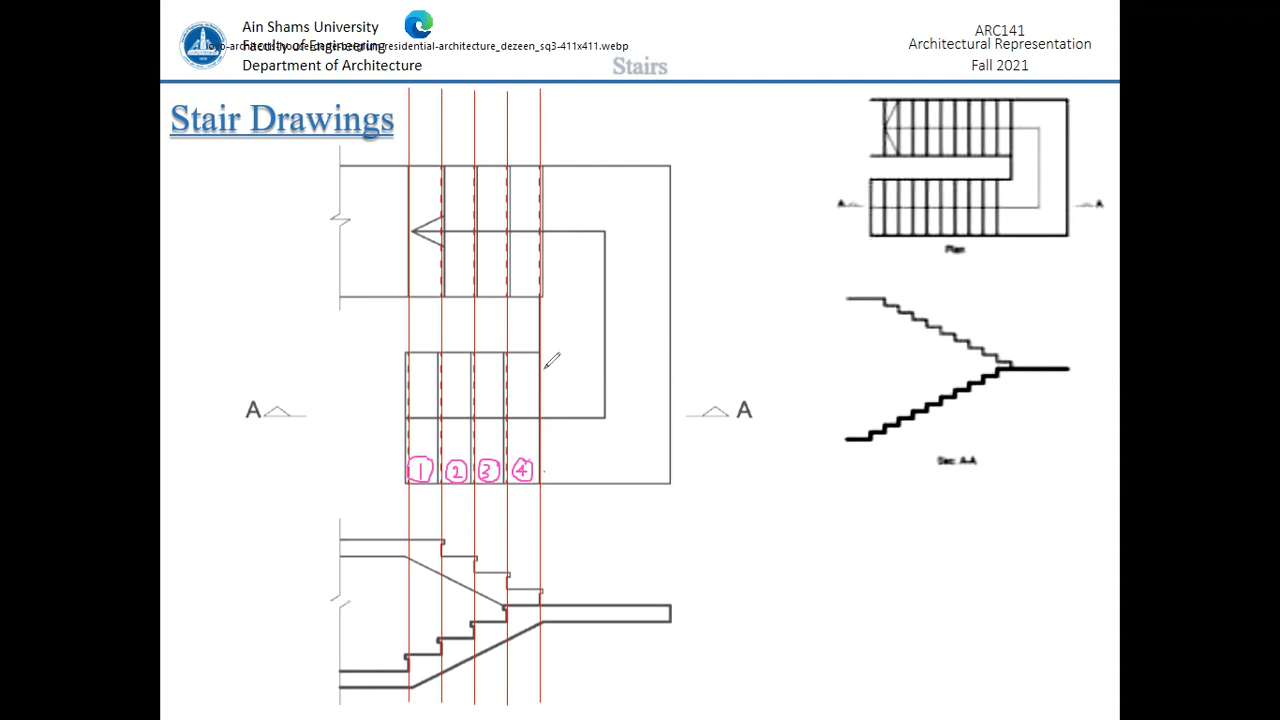 Ain Shams University
Faculty of Engineering
Department of Architecture
residential-architecture_dezeen_sq3-411x411.webp
ARC141
Architectural Representation
Fall 2021
Stairs
Stair Drawings
A A
Plan
A A
1 2 3 4
Sec A-A